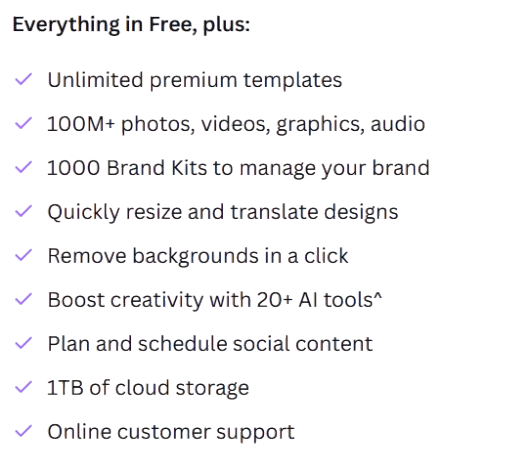 Everything in Free, plus:
Unlimited premium templates
100M+ photos, videos, graphics, audio
1000 Brand Kits to manage your brand
Quickly resize and translate designs
Remove backgrounds in a click
Boost creativity with 20+ AI tools^
Plan and schedule social content
1TB of cloud storage
Online customer support